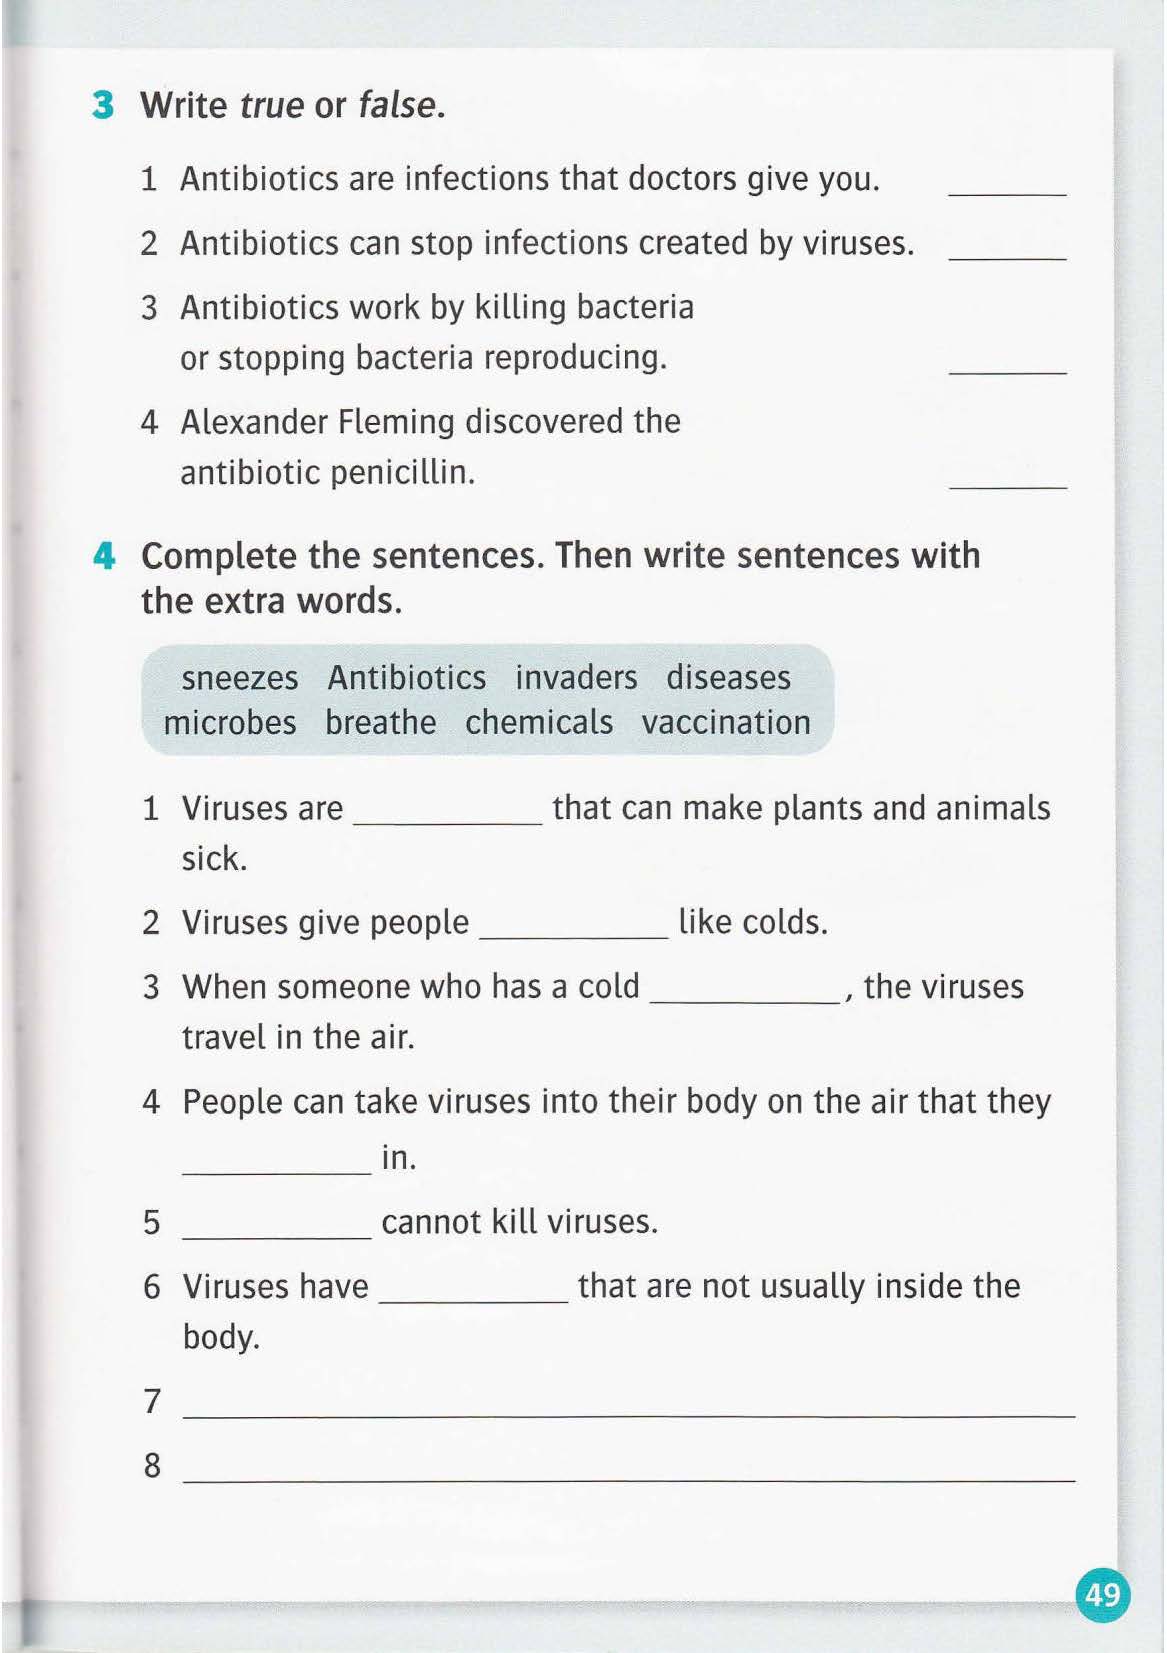 3 Write true or false.
1 Antibiotics are infections that doctors give you. ______
2 Antibiotics can stop infections created by viruses. ______
3 Antibiotics work by killing bacteria
or stopping bacteria reproducing. ______
4 Alexander Fleming discovered the
antibiotic penicillin. ______
4 Complete the sentences. Then write sentences with
the extra words.
sneezes Antibiotics invaders diseases
microbes breathe chemicals vaccination
1 Viruses are __________ that can make plants and animals
sick.
2 Viruses give people __________ like colds.
3 When someone who has a cold __________, the viruses
travel in the air.
4 People can take viruses into their body on the air that they
__________ in.
5 __________ cannot kill viruses.
6 Viruses have __________ that are not usually inside the
body.
7 __________
8 __________
49